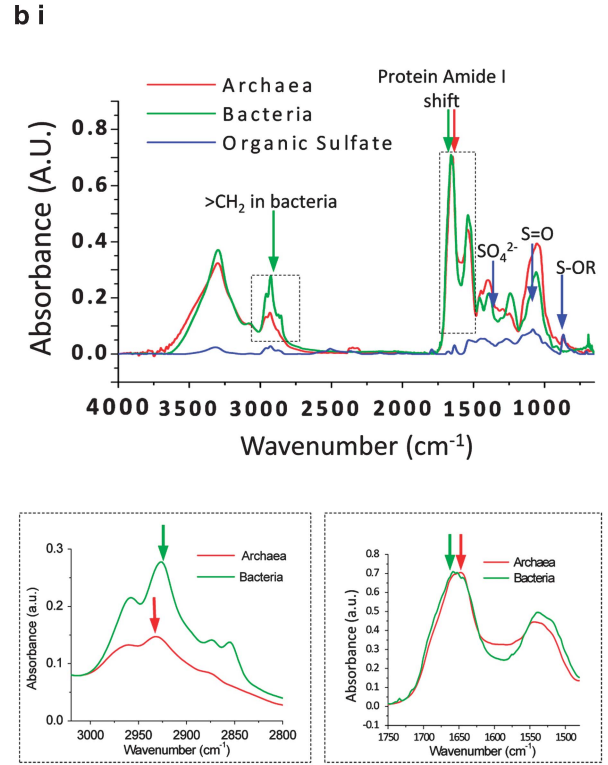 b i
Protein Amide I
shift
Archaea
Bacteria
Organic Sulfate
>CH2 in bacteria
SO4²⁻
S=O
S-OR
Absorbance (A.U.)
0.8
0.6
0.4
0.2
0.0
4000 3500 3000 2500 2000 1500 1000
Wavenumber (cm⁻¹)
Archaea
Bacteria
Absorbance (a.u.)
0.3
0.2
0.1
0.0
3000 2950 2900 2850 2800
Wavenumber (cm⁻¹)
Archaea
Bacteria
Absorbance (a.u.)
0.8
0.7
0.6
0.5
0.4
0.3
0.2
0.1
0.0
-0.1
1750 1700 1650 1600 1550 1500
Wavenumber (cm⁻¹)